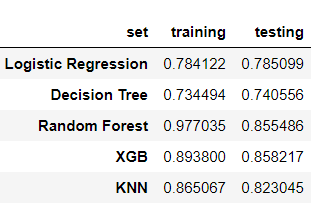 set training testing
Logistic Regression 0.784122 0.785099
Decision Tree 0.734494 0.740556
Random Forest 0.977035 0.855486
XGB 0.893800 0.858217
KNN 0.865067 0.823045